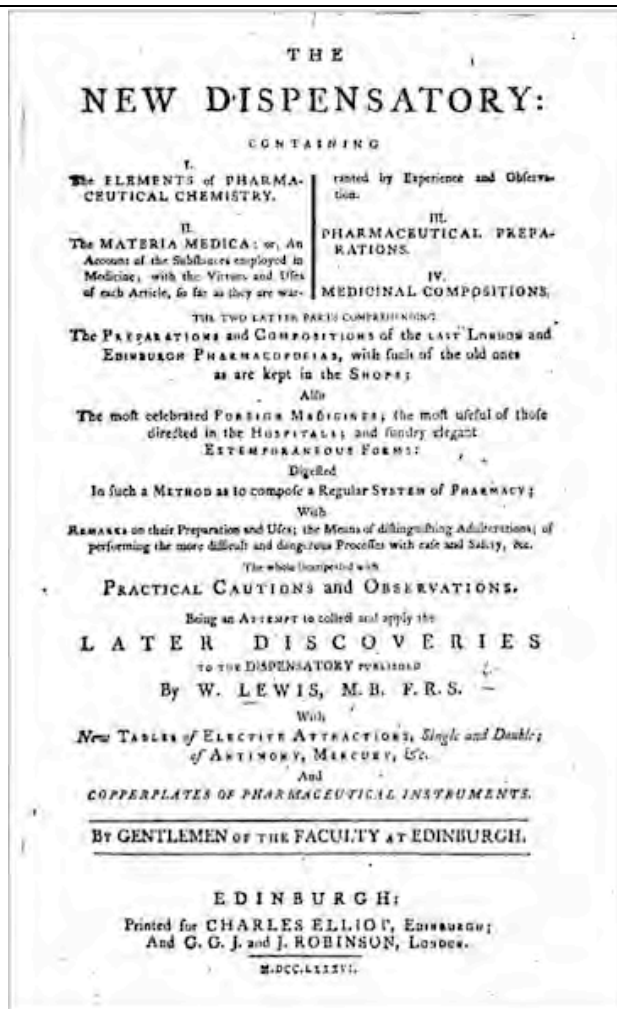 THE
NEW DISPENSATORY:
CONTAINING
I.
The ELEMENTS of PHARMA-
CEUTICAL CHEMISTRY.
II.
The MATERIA MEDICA; or, An
Account of the Subſtances employed in
Medicine; with the Virtues and Uſes
of each Article, ſo far as they are war-
ranted by Experience and Obſerva-
tion.
III.
PHARMACEUTICAL PREPA-
RATIONS.
IV.
MEDICINAL COMPOSITIONS,
THE TWO LATTER PARTS COMPREHENDING
The PREPARATIONS and COMPOSITIONS of the LAST LONDON and
EDINBURGH PHARMACOPOEIAS, with ſuch of the old ones
as are kept in the SHOPS;
Alſo
The moſt celebrated FOREIGN MEDICINES; the moſt uſeful of thoſe
directed in the HOSPITALS; and ſundry elegant
EXTEMPORANEOUS FORMS:
Digeſted
In ſuch a METHOD as to compoſe a Regular SYSTEM of PHARMACY;
With
REMARKS on their Preparation and Uſes; the Means of diſtinguiſhing Adulterations; of
performing the more difficult and dangerous Proceſſes with eaſe and Safety, &c.
The whole interſperſed with
PRACTICAL CAUTIONS and OBSERVATIONS.
Being an ATTEMPT to collect and apply the
LATER DISCOVERIES
TO THE DISPENSATORY PUBLISHED
By W. LEWIS, M.B. F.R.S.
With
New TABLES of ELECTIVE ATTRACTIONS, Single and Double;
of ANTIMONY, MERCURY, &c.
And
COPPERPLATES OF PHARMACEUTICAL INSTRUMENTS.
BY GENTLEMEN OF THE FACULTY AT EDINBURGH.
EDINBURGH:
Printed for CHARLES ELLIOT, EDINBURGH;
And G. G. J. and J. ROBINSON, LONDON.
M.DCC.LXXXVI.